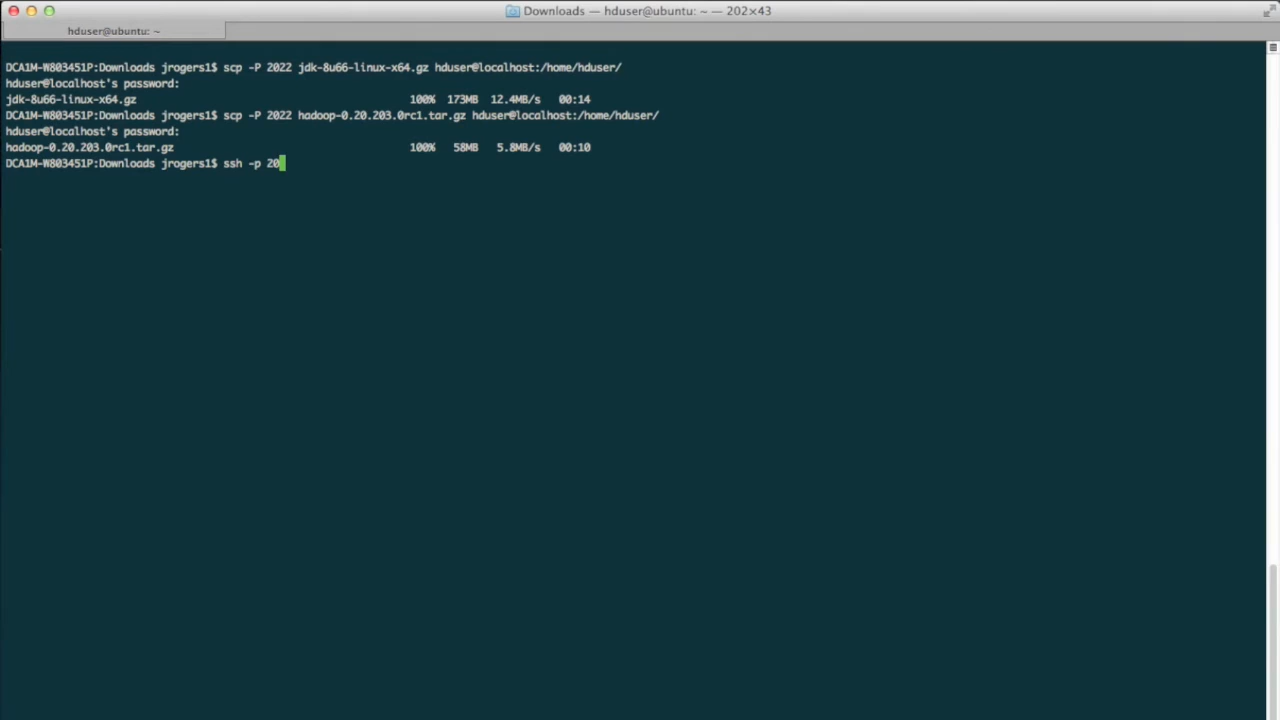 Downloads — hduser@ubuntu: ~ — 202×43
hduser@ubuntu: ~
DCA1M-W803451P:Downloads jrogers1$ scp -P 2022 jdk-8u66-linux-x64.gz hduser@localhost:/home/hduser/
hduser@localhost's password:
jdk-8u66-linux-x64.gz 100% 173MB 12.4MB/s 00:14
DCA1M-W803451P:Downloads jrogers1$ scp -P 2022 hadoop-0.20.203.0rc1.tar.gz hduser@localhost:/home/hduser/
hduser@localhost's password:
hadoop-0.20.203.0rc1.tar.gz 100% 58MB 5.8MB/s 00:10
DCA1M-W803451P:Downloads jrogers1$ ssh -p 20